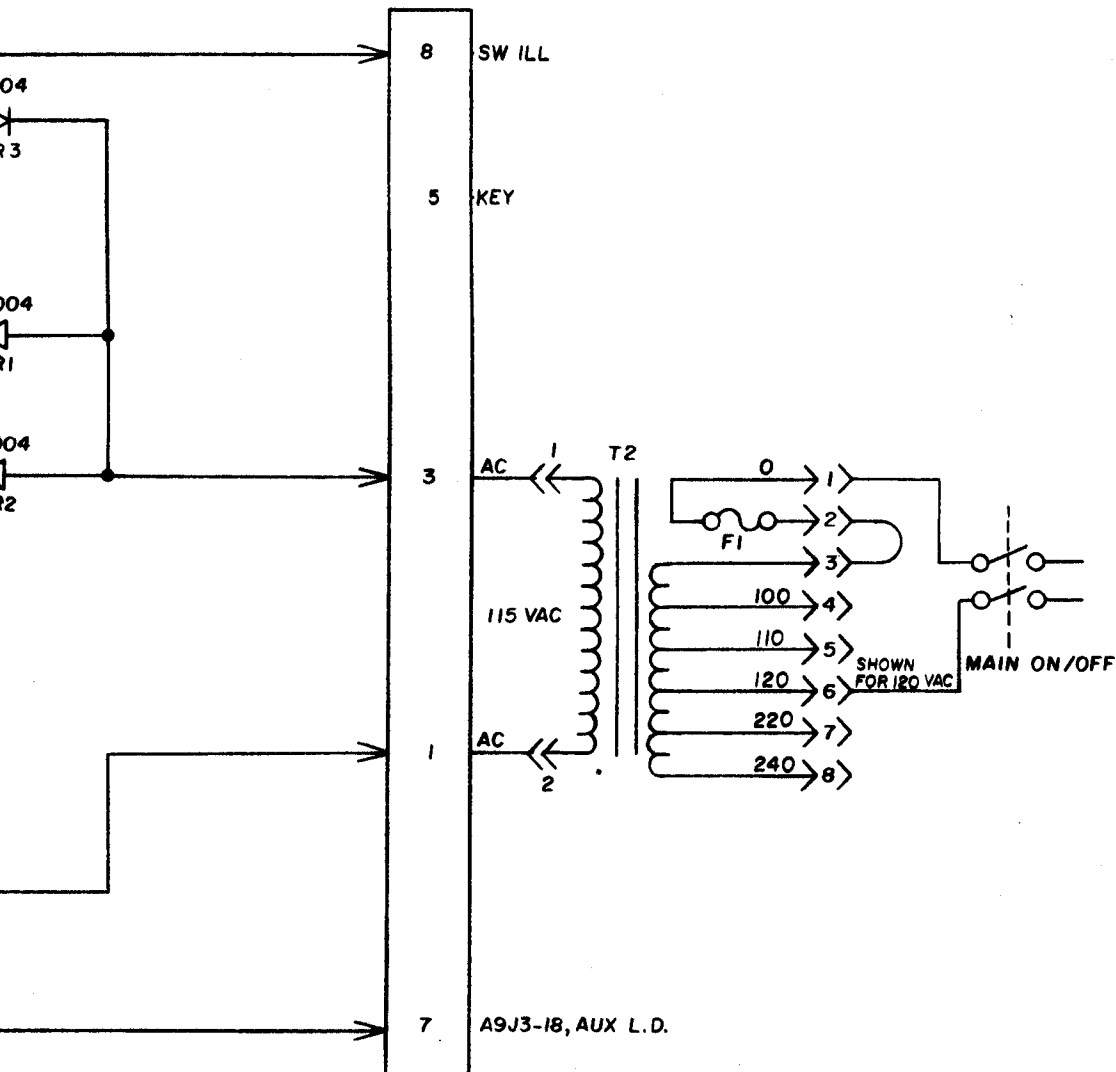 8 SW ILL
04
R3
5 KEY
004
R1
004
R2
3 AC 1 T2
0 1
F1 2
3
115 VAC
100 4
110 5
120 6 SHOWN
FOR 120 VAC
MAIN ON/OFF
220 7
240 8
1 AC
2
7 A9J3-18, AUX L.D.